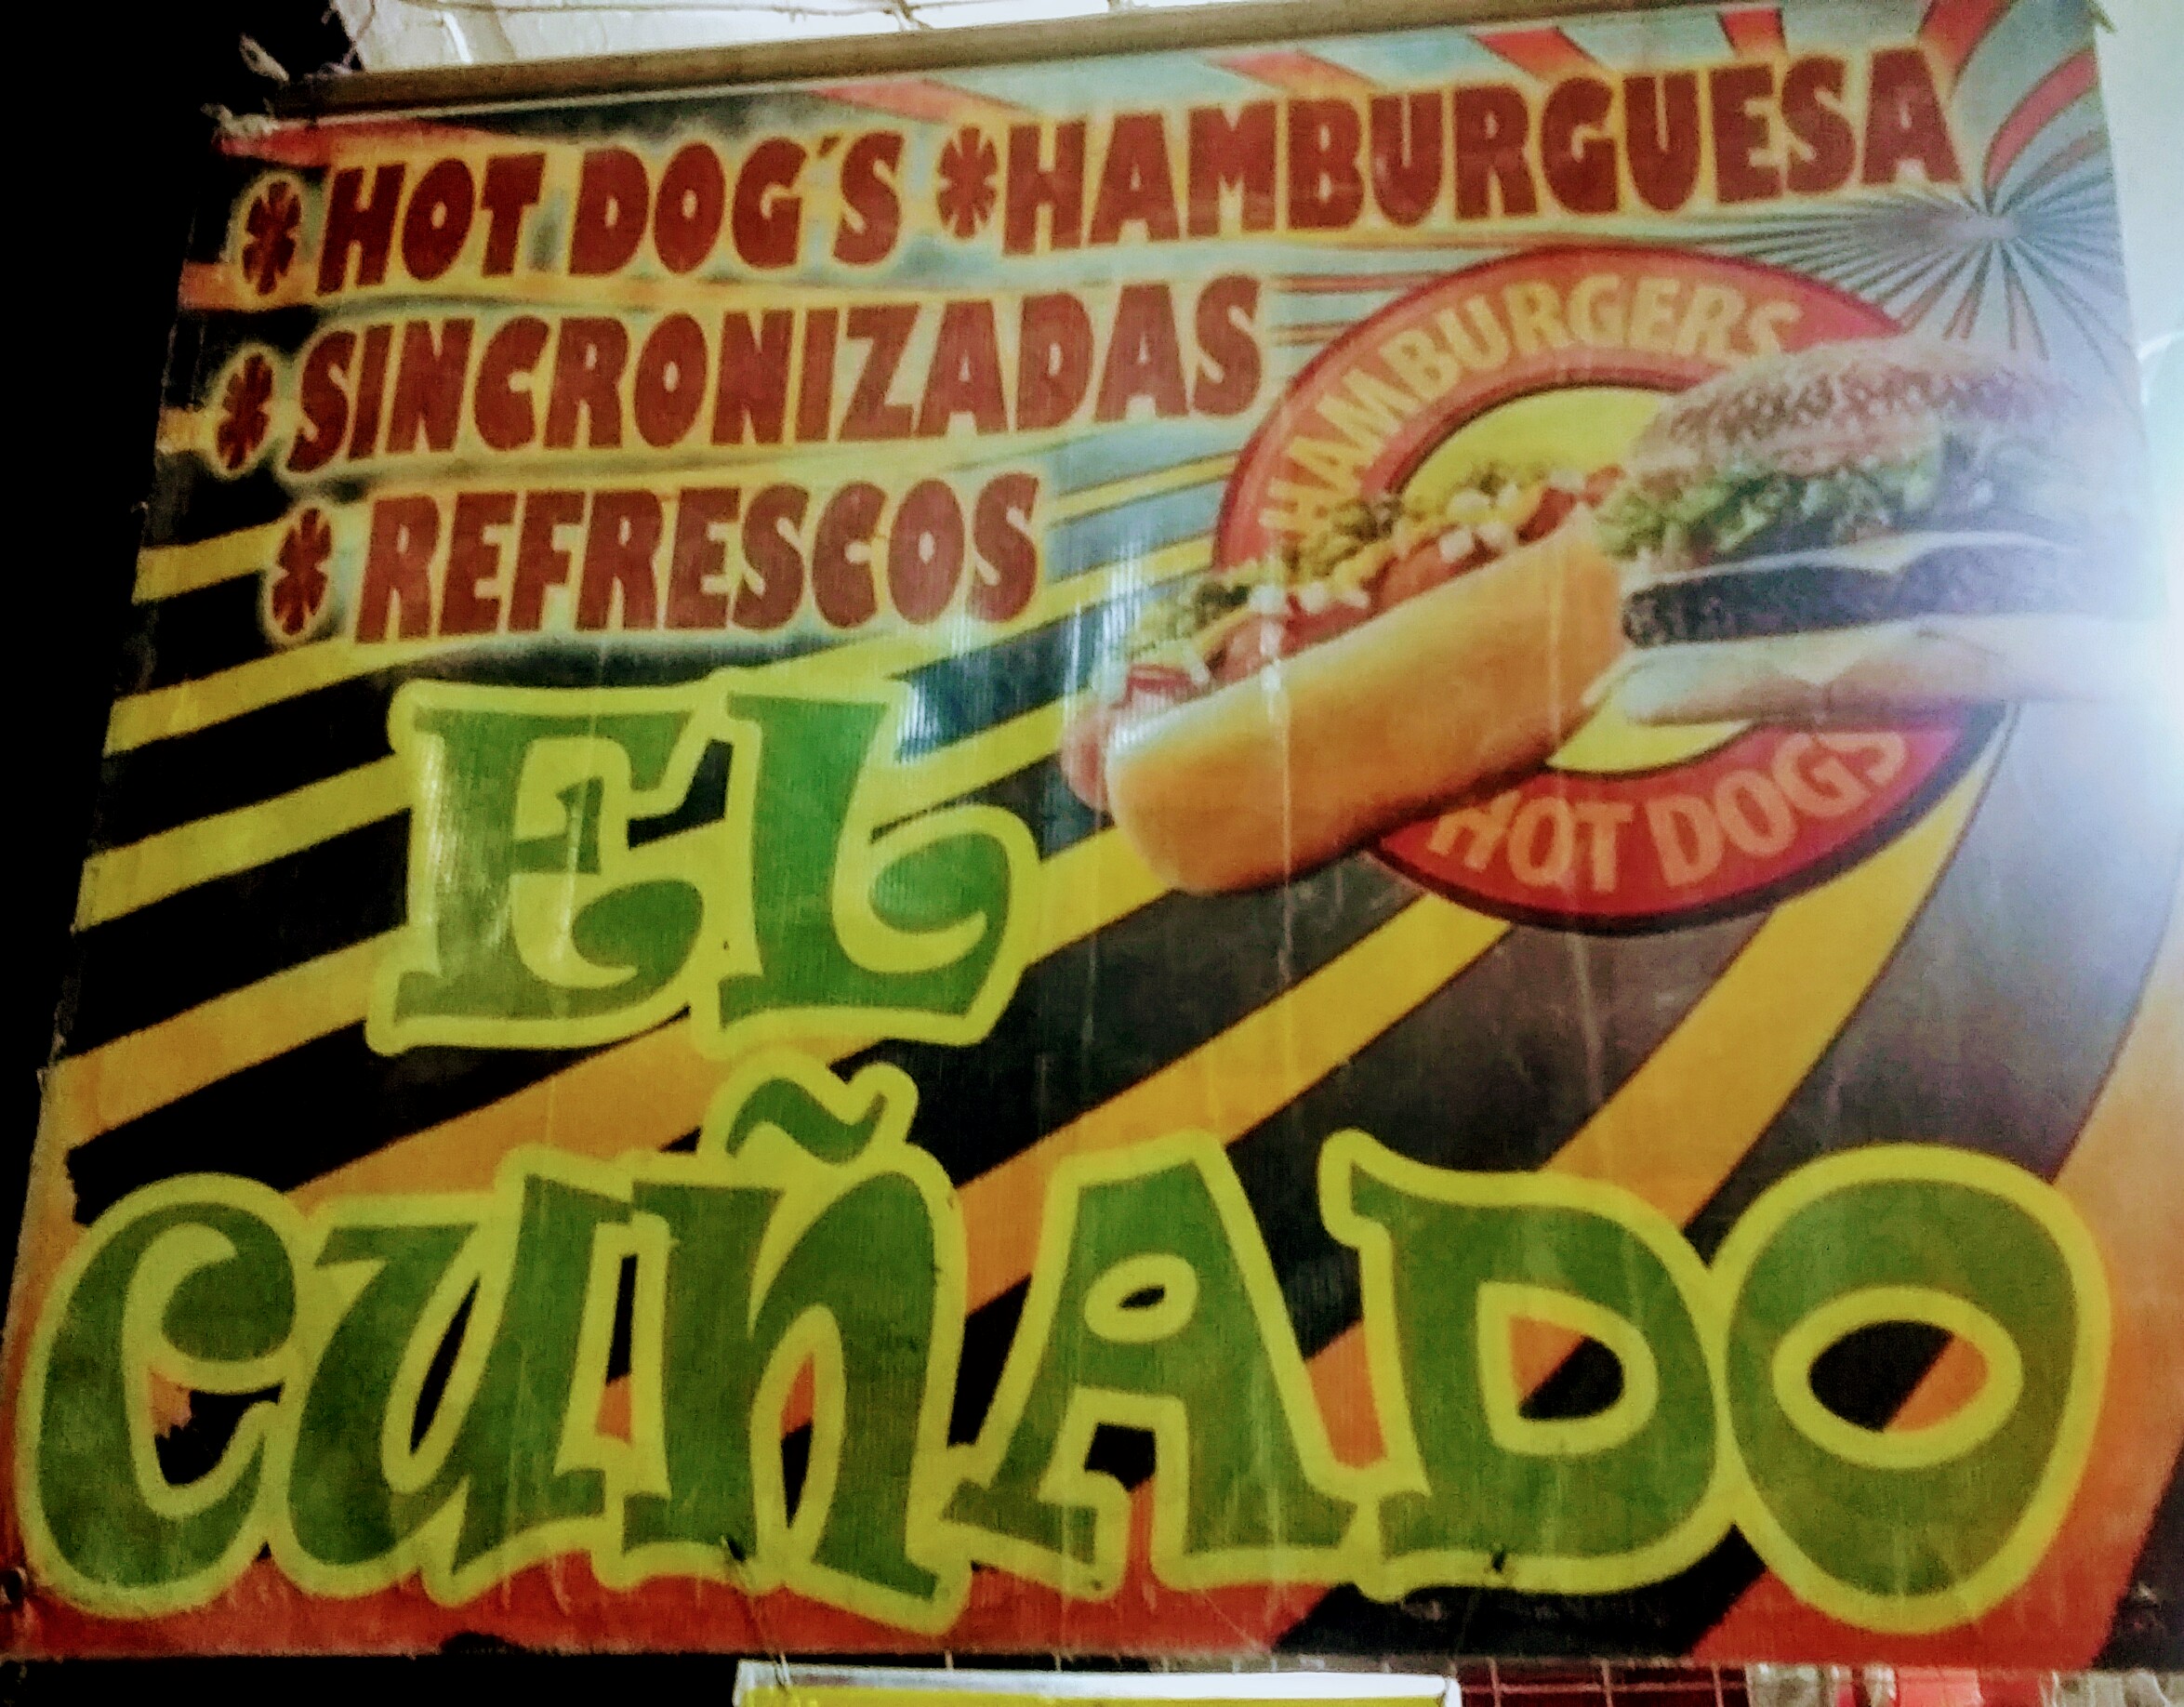 * HOT DOG´S *HAMBURGUESA
* SINCRONIZADAS
* REFRESCOS
HAMBURGERS
HOT DOGS
EL
CUÑADO